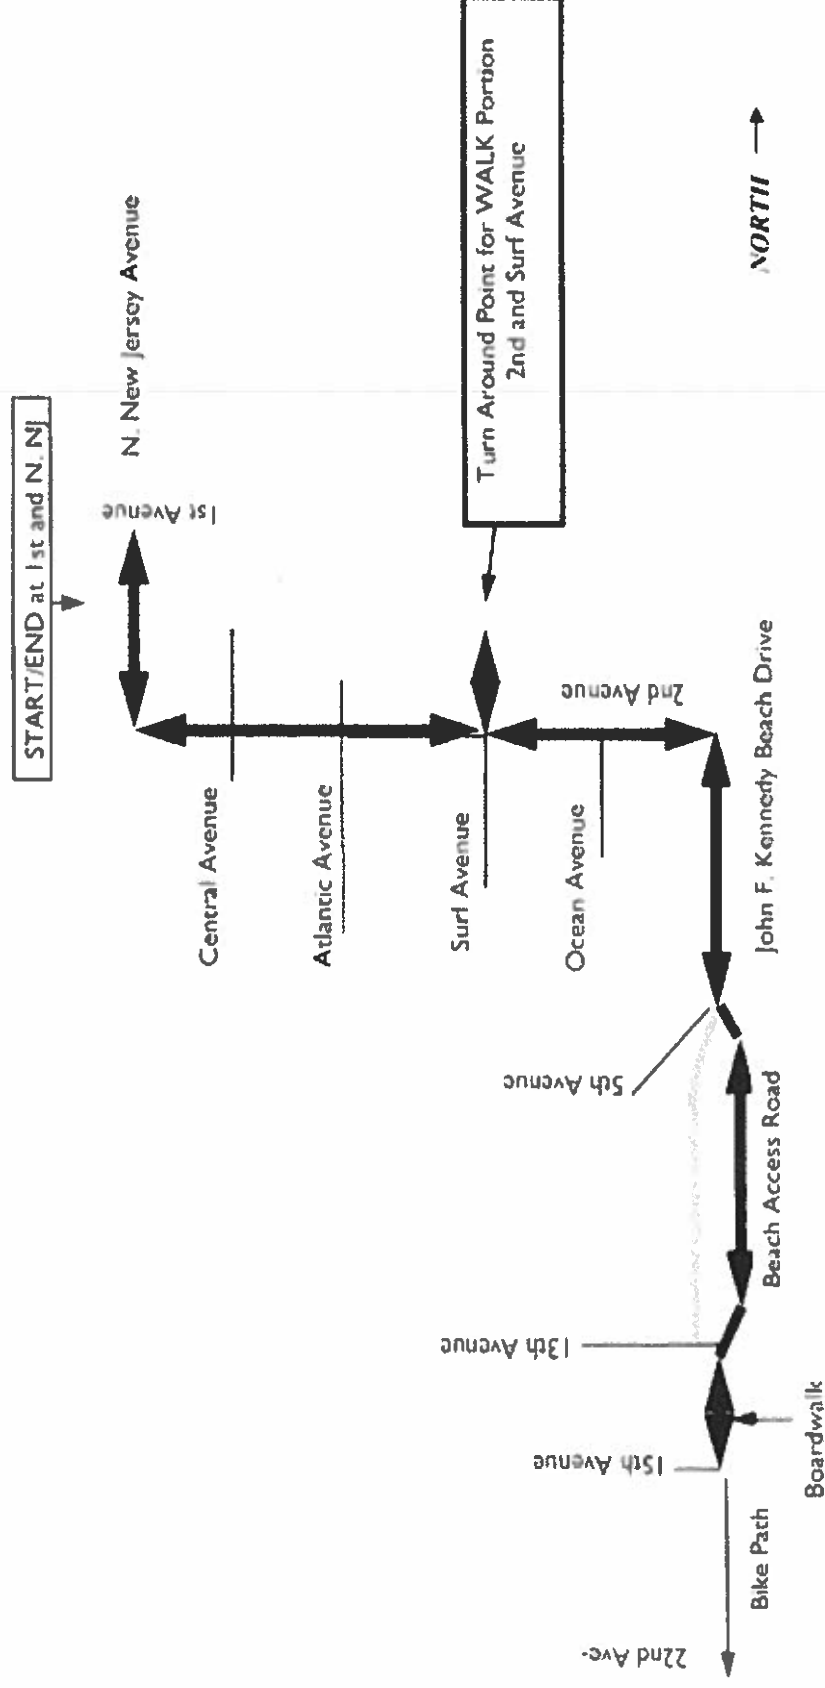 START/END at 1st and N. NJ
N. New Jersey Avenue
1st Avenue
Central Avenue
Atlantic Avenue
Surf Avenue
Ocean Avenue
2nd Avenue
Turn Around Point for WALK Portion
2nd and Surf Avenue
John F. Kennedy Beach Drive
5th Avenue
Beach Access Road
13th Avenue
15th Avenue
Boardwalk
Bike Path
22nd Ave-
NORTH